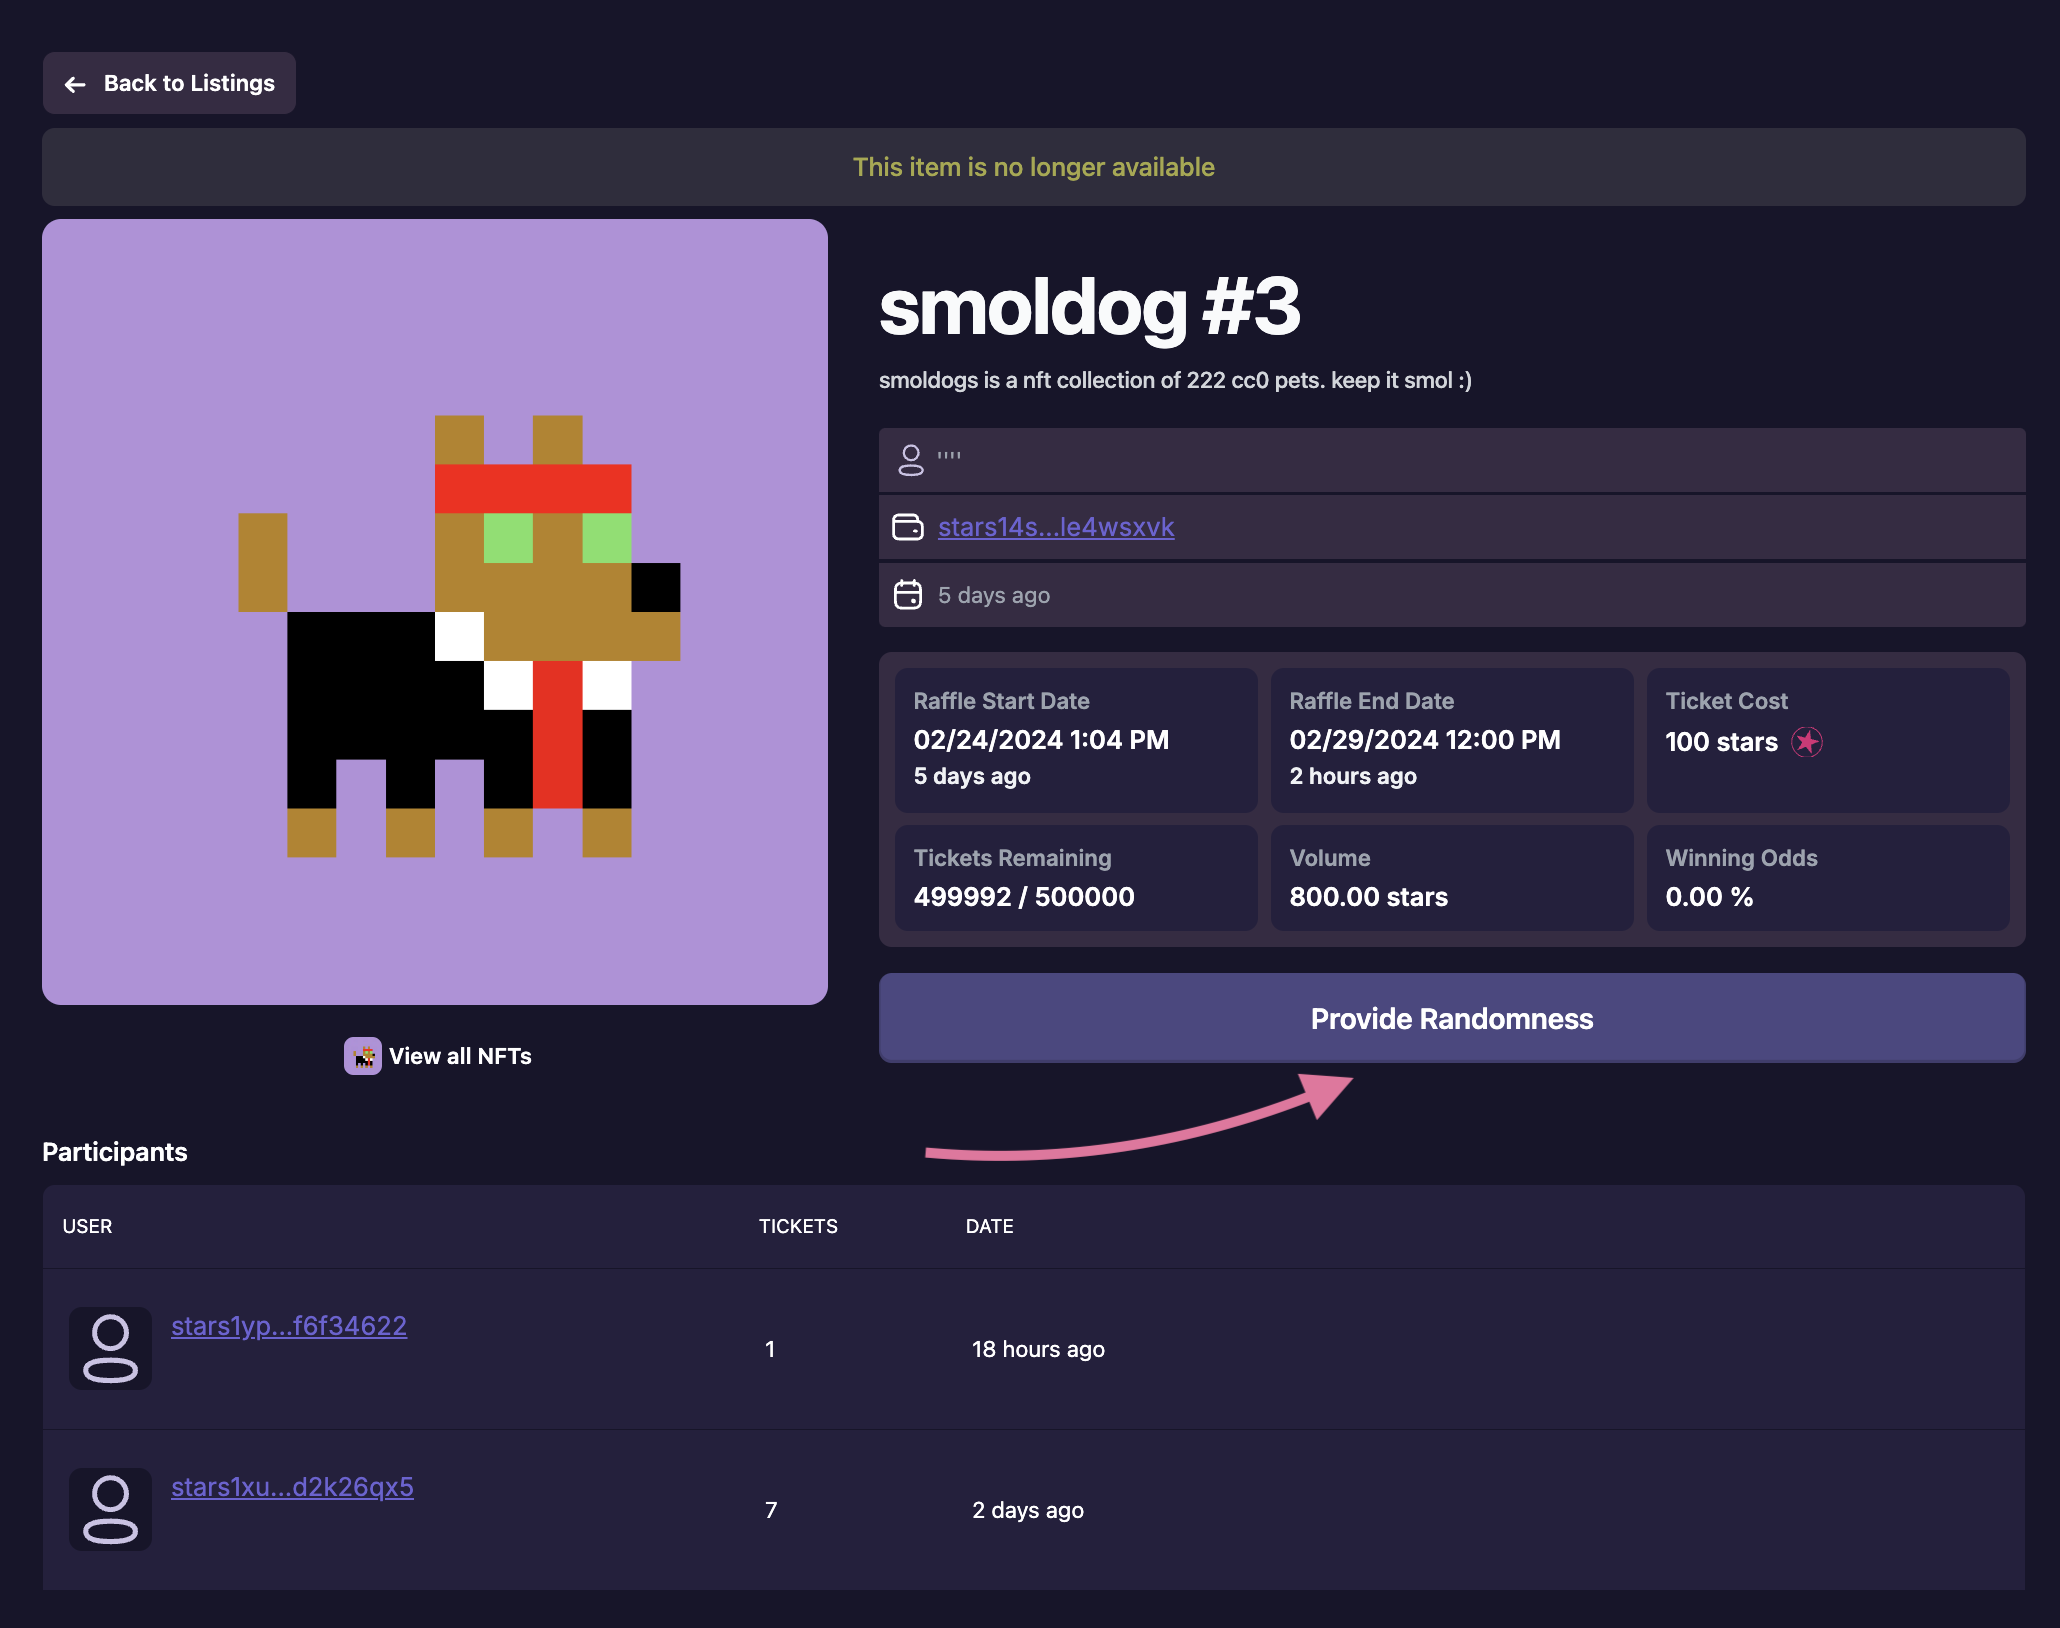 Back to Listings
This item is no longer available
smoldog #3
smoldogs is a nft collection of 222 cc0 pets. keep it smol :)
''''
stars14s...le4wsxvk
5 days ago
Raffle Start Date
02/24/2024 1:04 PM
5 days ago
Raffle End Date
02/29/2024 12:00 PM
2 hours ago
Ticket Cost
100 stars
Tickets Remaining
499992 / 500000
Volume
800.00 stars
Winning Odds
0.00 %
Provide Randomness
View all NFTs
Participants
USER TICKETS DATE
stars1yp...f6f34622 1 18 hours ago
stars1xu...d2k26qx5 7 2 days ago